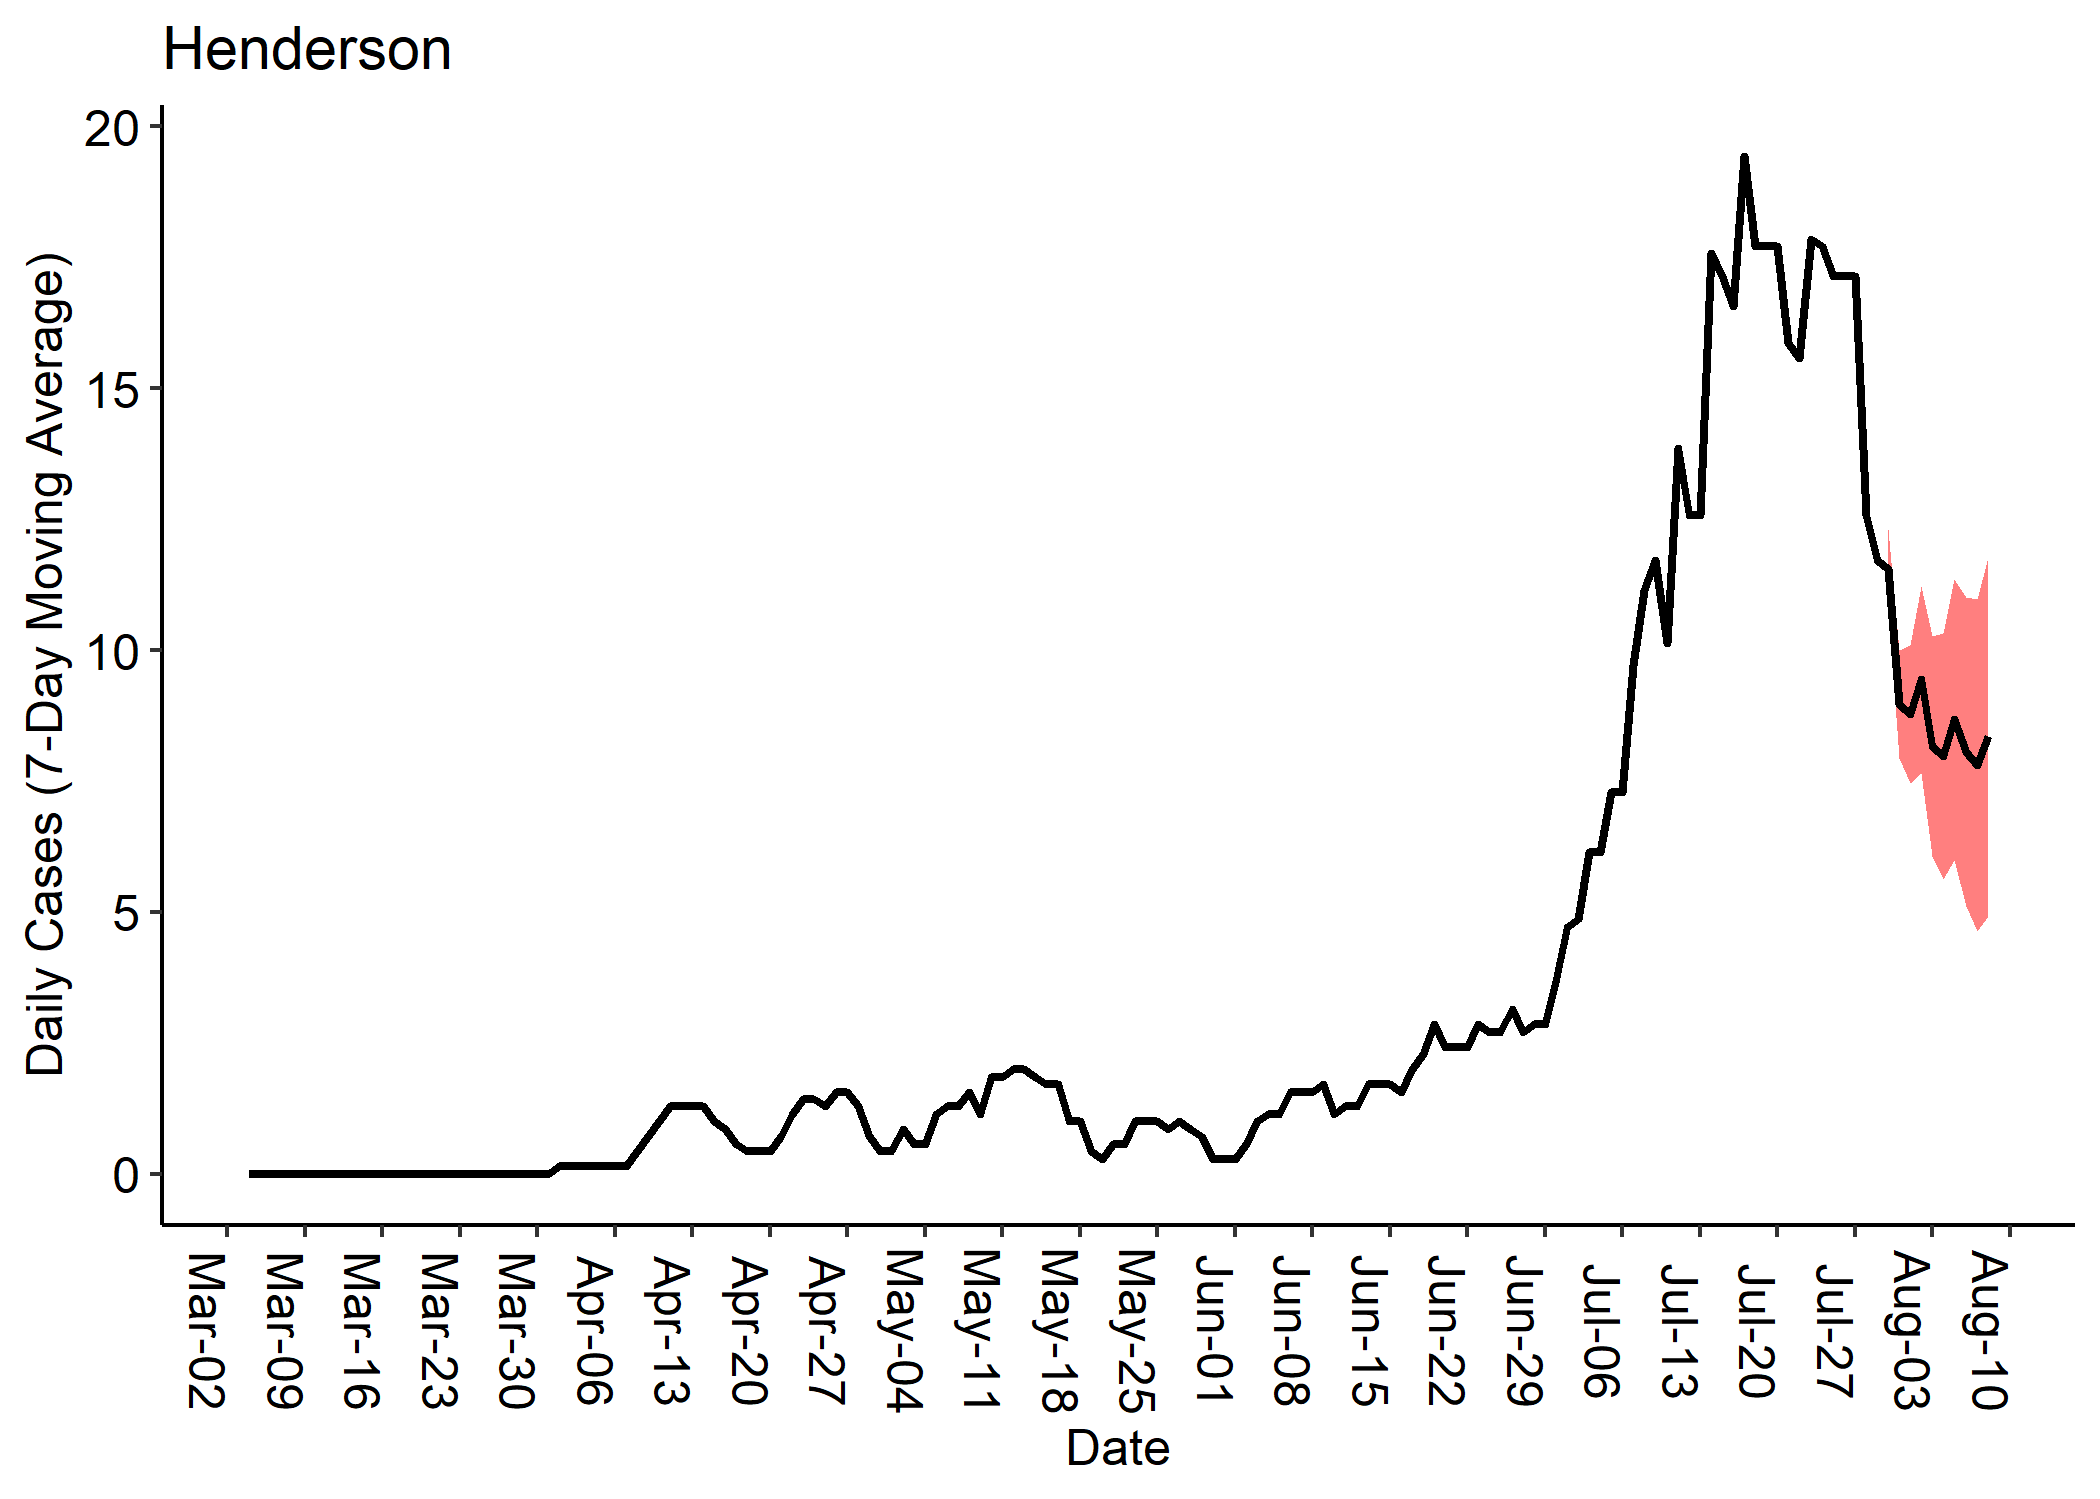 Henderson
Daily Cases (7-Day Moving Average)
20
15
10
5
0
Mar-02
Mar-09
Mar-16
Mar-23
Mar-30
Apr-06
Apr-13
Apr-20
Apr-27
May-04
May-11
May-18
May-25
Jun-01
Jun-08
Jun-15
Jun-22
Jun-29
Jul-06
Jul-13
Jul-20
Jul-27
Aug-03
Aug-10
Date